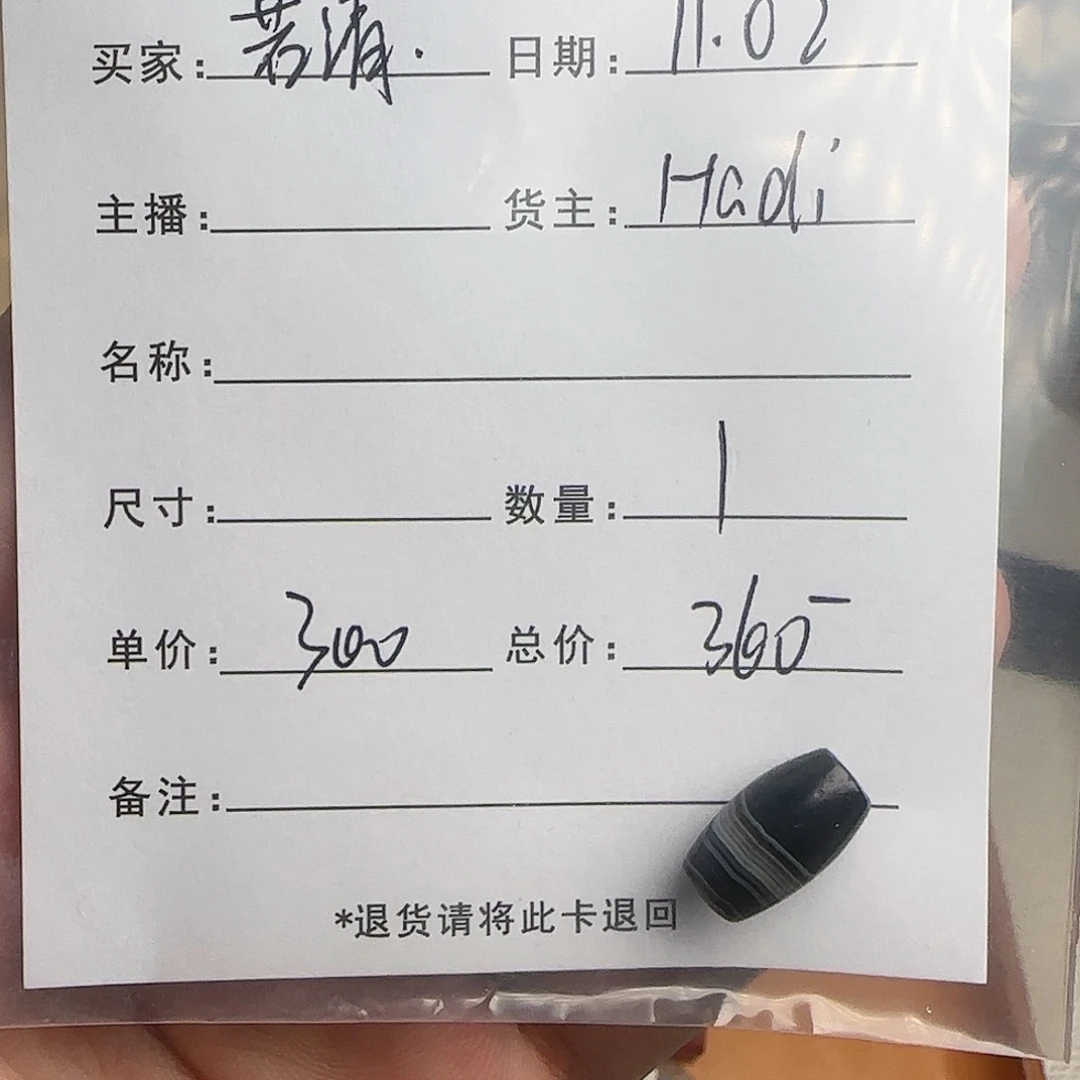 买家: 若清. 日期: 11.02
主播: 货主: Hadi
名称:
尺寸: 数量: 1
单价: 300 总价: 360-
备注:
*退货请将此卡退回